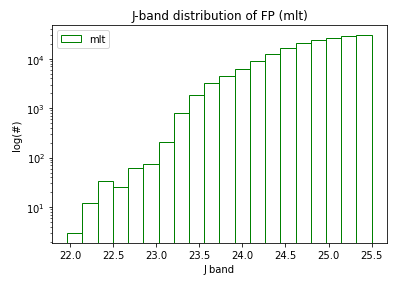 J-band distribution of FP (mlt)
mlt
log(#)
10⁴
10³
10²
10¹
22.0 22.5 23.0 23.5 24.0 24.5 25.0 25.5
J band